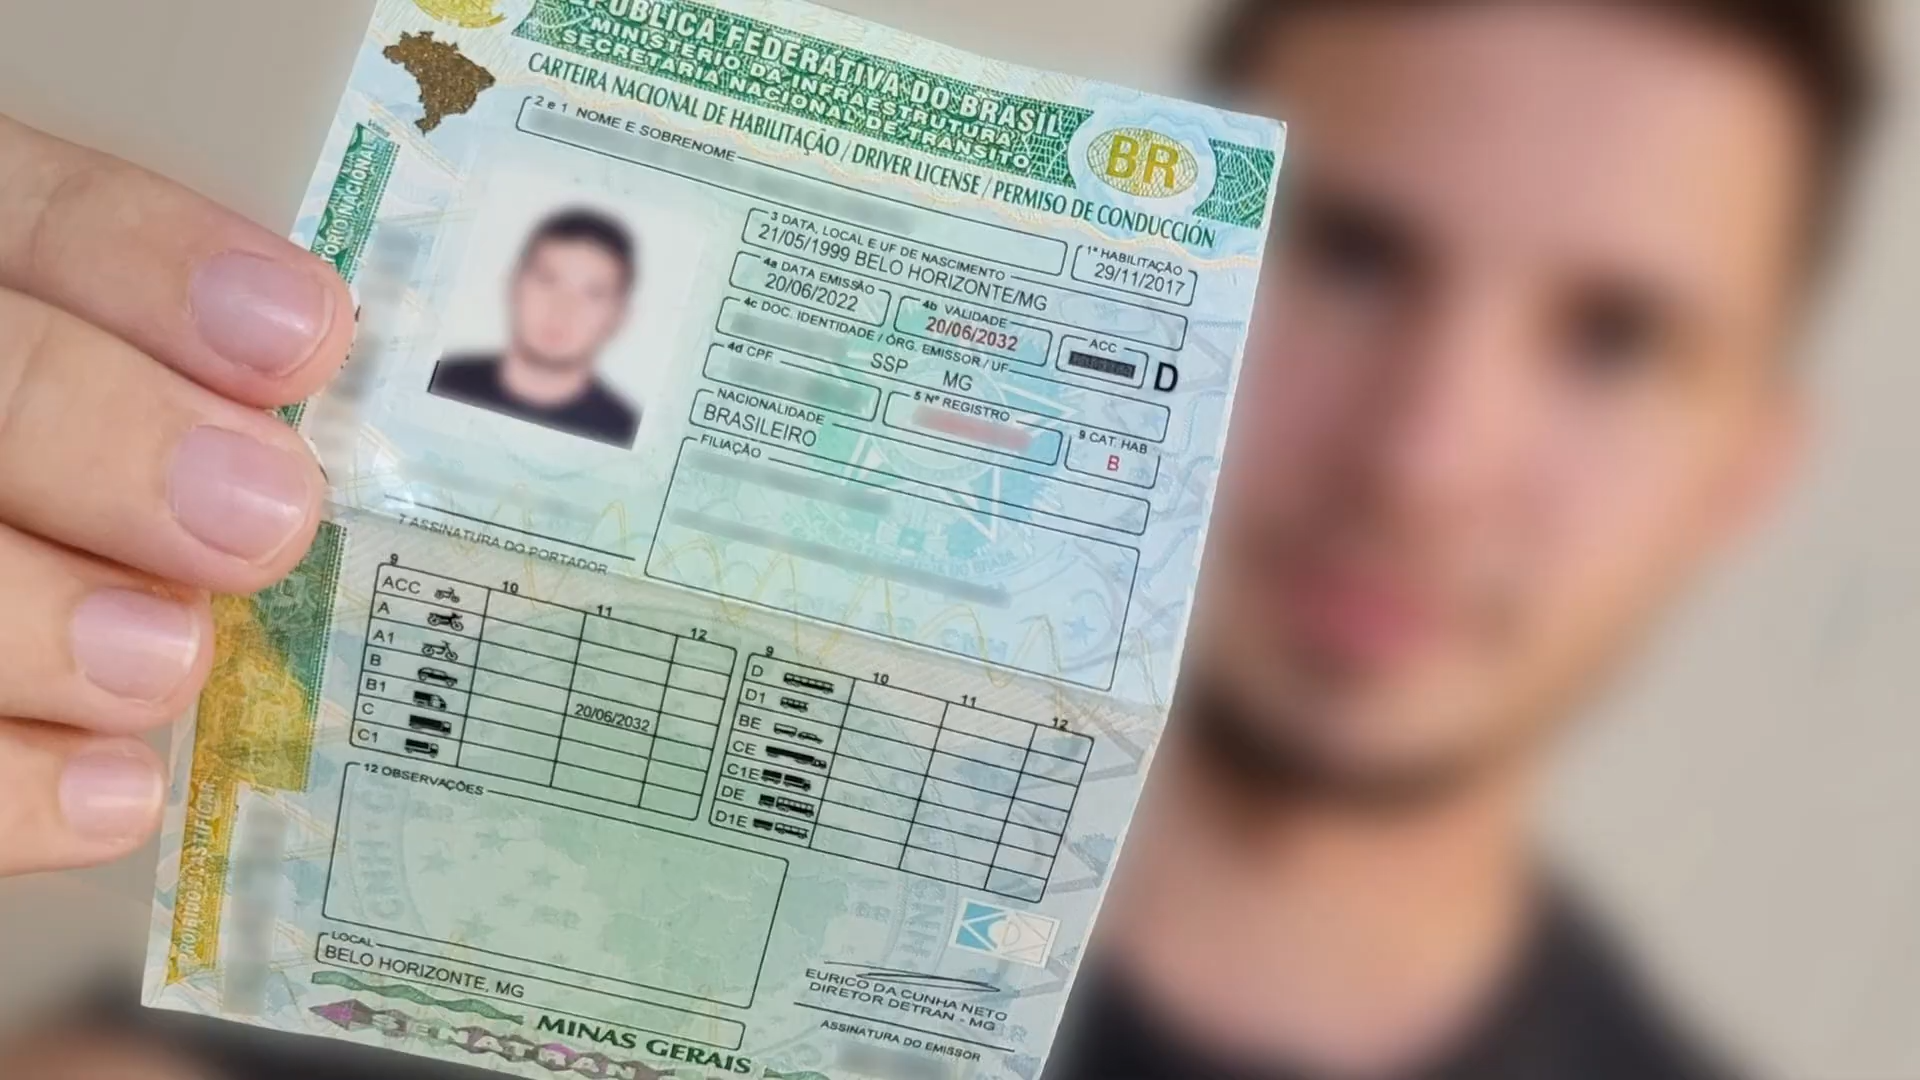 REPÚBLICA FEDERATIVA DO BRASIL
MINISTÉRIO DA INFRAESTRUTURA
SECRETARIA NACIONAL DE TRÂNSITO
CARTEIRA NACIONAL DE HABILITAÇÃO / DRIVER LICENSE / PERMISO DE CONDUCCIÓN
BR
2 e 1 NOME E SOBRENOME
1ª HABILITAÇÃO
29/11/2017
3 DATA, LOCAL E UF DE NASCIMENTO
21/05/1999 BELO HORIZONTE/MG
4a DATA EMISSÃO
20/06/2022
4b VALIDADE
20/06/2032
ACC
D
4c DOC. IDENTIDADE / ÓRG. EMISSOR / UF
SSP MG
4d CPF
5 Nº REGISTRO
9 CAT. HAB
B
NACIONALIDADE
BRASILEIRO
FILIAÇÃO
7 ASSINATURA DO PORTADOR
9 10 11 12
ACC
A
A1
B 20/06/2032
B1
C
C1
9 10 11 12
D
D1
BE
CE
C1E
DE
D1E
12 OBSERVAÇÕES
LOCAL
BELO HORIZONTE, MG
EURICO DA CUNHA NETO
DIRETOR DETRAN - MG
ASSINATURA DO EMISSOR
MINAS GERAIS
SENATRAN
PROIBIDO PLASTIFICAR